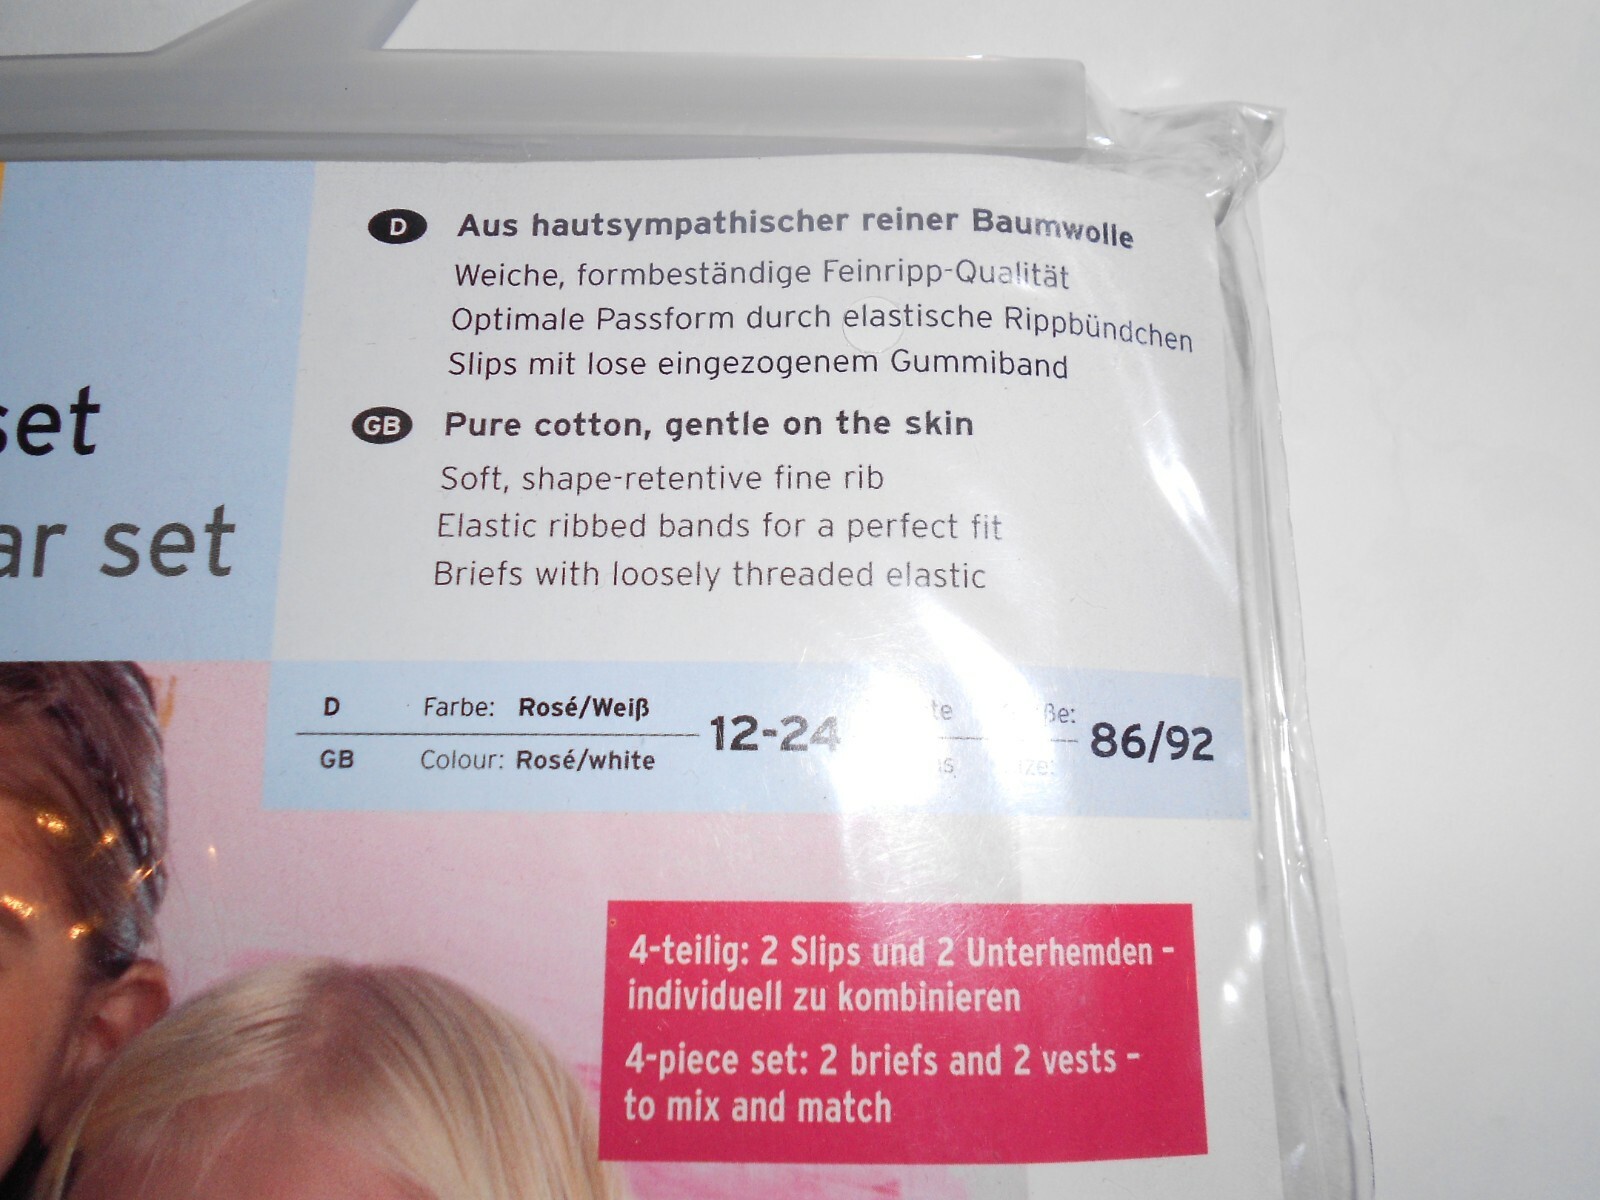 D Aus hautsympathischer reiner Baumwolle
Weiche, formbeständige Feinripp-Qualität
Optimale Passform durch elastische Rippbündchen
Slips mit lose eingezogenem Gummiband
GB Pure cotton, gentle on the skin
Soft, shape-retentive fine rib
Elastic ribbed bands for a perfect fit
Briefs with loosely threaded elastic
set
set
D Farbe: Rosé/Weiß
GB Colour: Rosé/white
12-24
86/92
4-teilig: 2 Slips und 2 Unterhemden -
individuell zu kombinieren
4-piece set: 2 briefs and 2 vests -
to mix and match